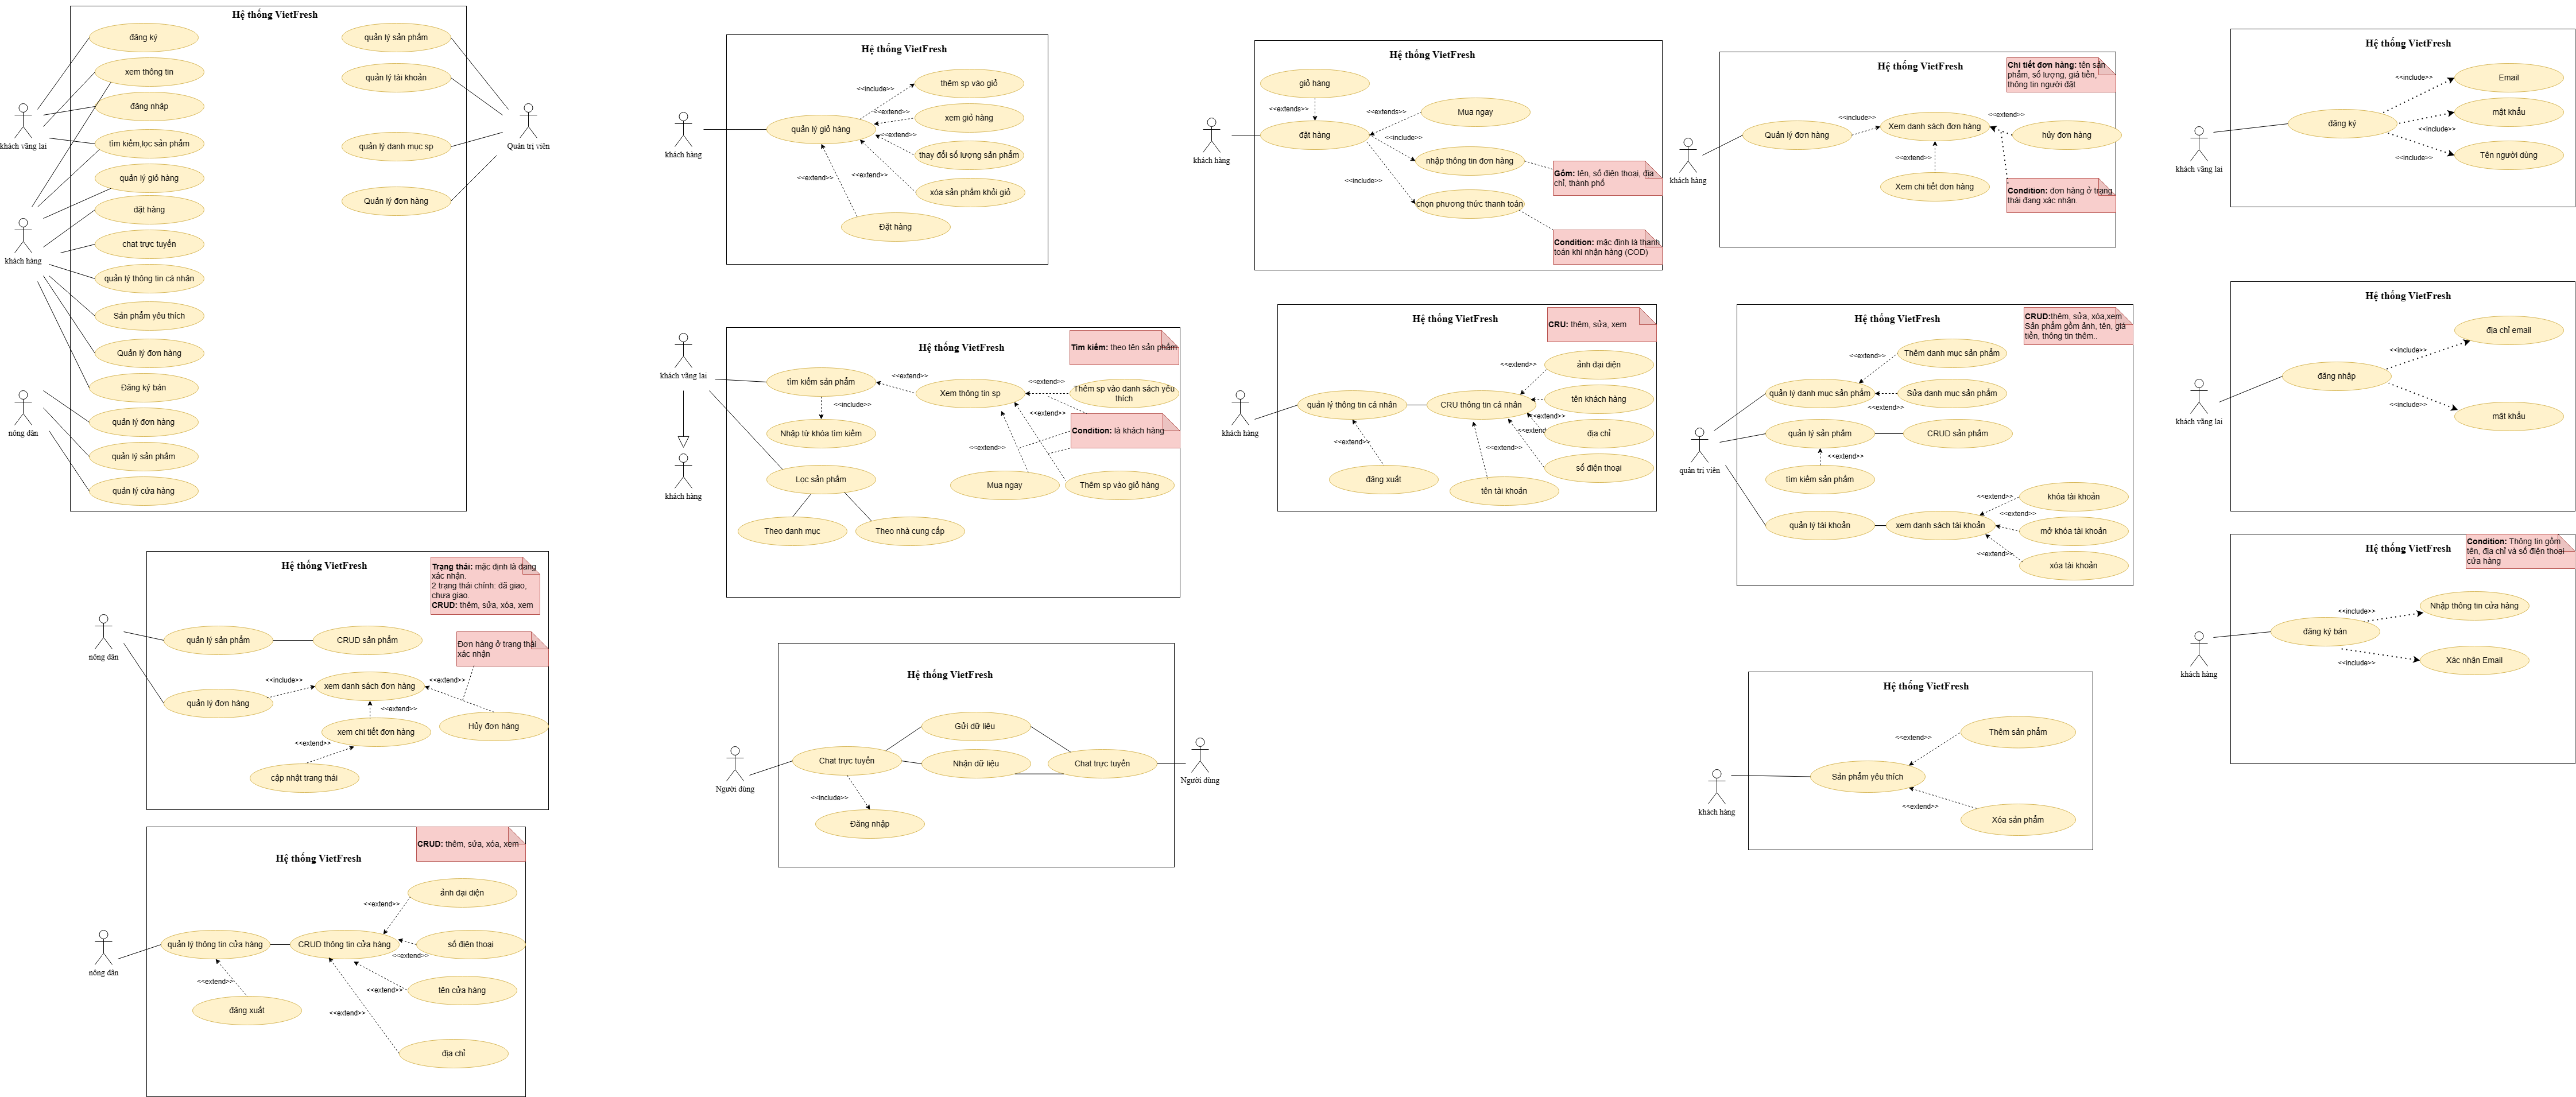 Hệ thống VietFresh
đăng ký
xem thông tin
đăng nhập
tìm kiếm,lọc sản phẩm
quản lý giỏ hàng
đặt hàng
chat trực tuyến
quản lý thông tin cá nhân
Sản phẩm yêu thích
Quản lý đơn hàng
Đăng ký bán
quản lý đơn hàng
quản lý sản phẩm
quản lý cửa hàng
quản lý sản phẩm
quản lý tài khoản
quản lý danh mục sp
Quản lý đơn hàng
khách vãng lai
khách hàng
nông dân
Quản trị viên
Hệ thống VietFresh
khách hàng
quản lý giỏ hàng
<<include>>
<<extend>>
<<extend>>
<<extend>>
<<extend>>
thêm sp vào giỏ
xem giỏ hàng
thay đổi số lượng sản phẩm
xóa sản phẩm khỏi giỏ
Đặt hàng
Hệ thống VietFresh
khách hàng
giỏ hàng
<<extends>>
đặt hàng
<<extends>>
<<include>>
<<include>>
Mua ngay
nhập thông tin đơn hàng
chọn phương thức thanh toán
Gồm: tên, số điện thoại, địa
chỉ, thành phố
Condition: mặc định là thanh
toán khi nhận hàng (COD)
Hệ thống VietFresh
Chi tiết đơn hàng: tên sản
phẩm, số lượng, giá tiền,
thông tin người đặt
khách hàng
Quản lý đơn hàng
<<include>>
Xem danh sách đơn hàng
<<extend>>
hủy đơn hàng
<<extend>>
Xem chi tiết đơn hàng
Condition: đơn hàng ở trạng
thái đang xác nhận.
Hệ thống VietFresh
khách vãng lai
đăng ký
<<include>>
<<include>>
<<include>>
Email
mật khẩu
Tên người dùng
Hệ thống VietFresh
Tìm kiếm: theo tên sản phẩm
khách vãng lai
khách hàng
tìm kiếm sản phẩm
<<extend>>
<<include>>
Nhập từ khóa tìm kiếm
Xem thông tin sp
<<extend>>
Thêm sp vào danh sách yêu
thích
<<extend>>
Condition: là khách hàng
<<extend>>
Mua ngay
Thêm sp vào giỏ hàng
Lọc sản phẩm
Theo danh mục
Theo nhà cung cấp
Hệ thống VietFresh
CRU: thêm, sửa, xem
khách hàng
quản lý thông tin cá nhân
CRU thông tin cá nhân
<<extend>>
<<extend>>
<<extend>>
<<extend>>
ảnh đại diện
tên khách hàng
địa chỉ
số điện thoại
đăng xuất
tên tài khoản
Hệ thống VietFresh
CRUD:thêm, sửa, xóa,xem
Sản phẩm gồm ảnh, tên, giá
tiền, thông tin thêm..
quản trị viên
quản lý danh mục sản phẩm
<<extend>>
<<extend>>
Thêm danh mục sản phẩm
Sửa danh mục sản phẩm
quản lý sản phẩm
CRUD sản phẩm
<<extend>>
tìm kiếm sản phẩm
quản lý tài khoản
xem danh sách tài khoản
<<extend>>
<<extend>>
<<extend>>
khóa tài khoản
mở khóa tài khoản
xóa tài khoản
Hệ thống VietFresh
khách vãng lai
đăng nhập
<<include>>
<<include>>
địa chỉ email
mật khẩu
Hệ thống VietFresh
Condition: Thông tin gồm
tên, địa chỉ và số điện thoại
cửa hàng
khách hàng
đăng ký bán
<<include>>
<<include>>
Nhập thông tin cửa hàng
Xác nhận Email
Hệ thống VietFresh
Trạng thái: mặc định là đang
xác nhận.
2 trạng thái chính: đã giao,
chưa giao.
CRUD: thêm, sửa, xóa, xem
nông dân
quản lý sản phẩm
CRUD sản phẩm
Đơn hàng ở trang thái
xác nhận
quản lý đơn hàng
<<include>>
xem danh sách đơn hàng
<<extend>>
<<extend>>
Hủy đơn hàng
xem chi tiết đơn hàng
<<extend>>
cập nhật trạng thái
Hệ thống VietFresh
Người dùng
Chat trực tuyến
Gửi dữ liệu
Nhận dữ liệu
Chat trực tuyến
Người dùng
<<include>>
Đăng nhập
Hệ thống VietFresh
khách hàng
Sản phẩm yêu thích
<<extend>>
<<extend>>
Thêm sản phẩm
Xóa sản phẩm
Hệ thống VietFresh
CRUD: thêm, sửa, xóa, xem
nông dân
quản lý thông tin cửa hàng
CRUD thông tin cửa hàng
<<extend>>
<<extend>>
<<extend>>
<<extend>>
<<extend>>
ảnh đại diện
số điện thoại
tên cửa hàng
địa chỉ
đăng xuất